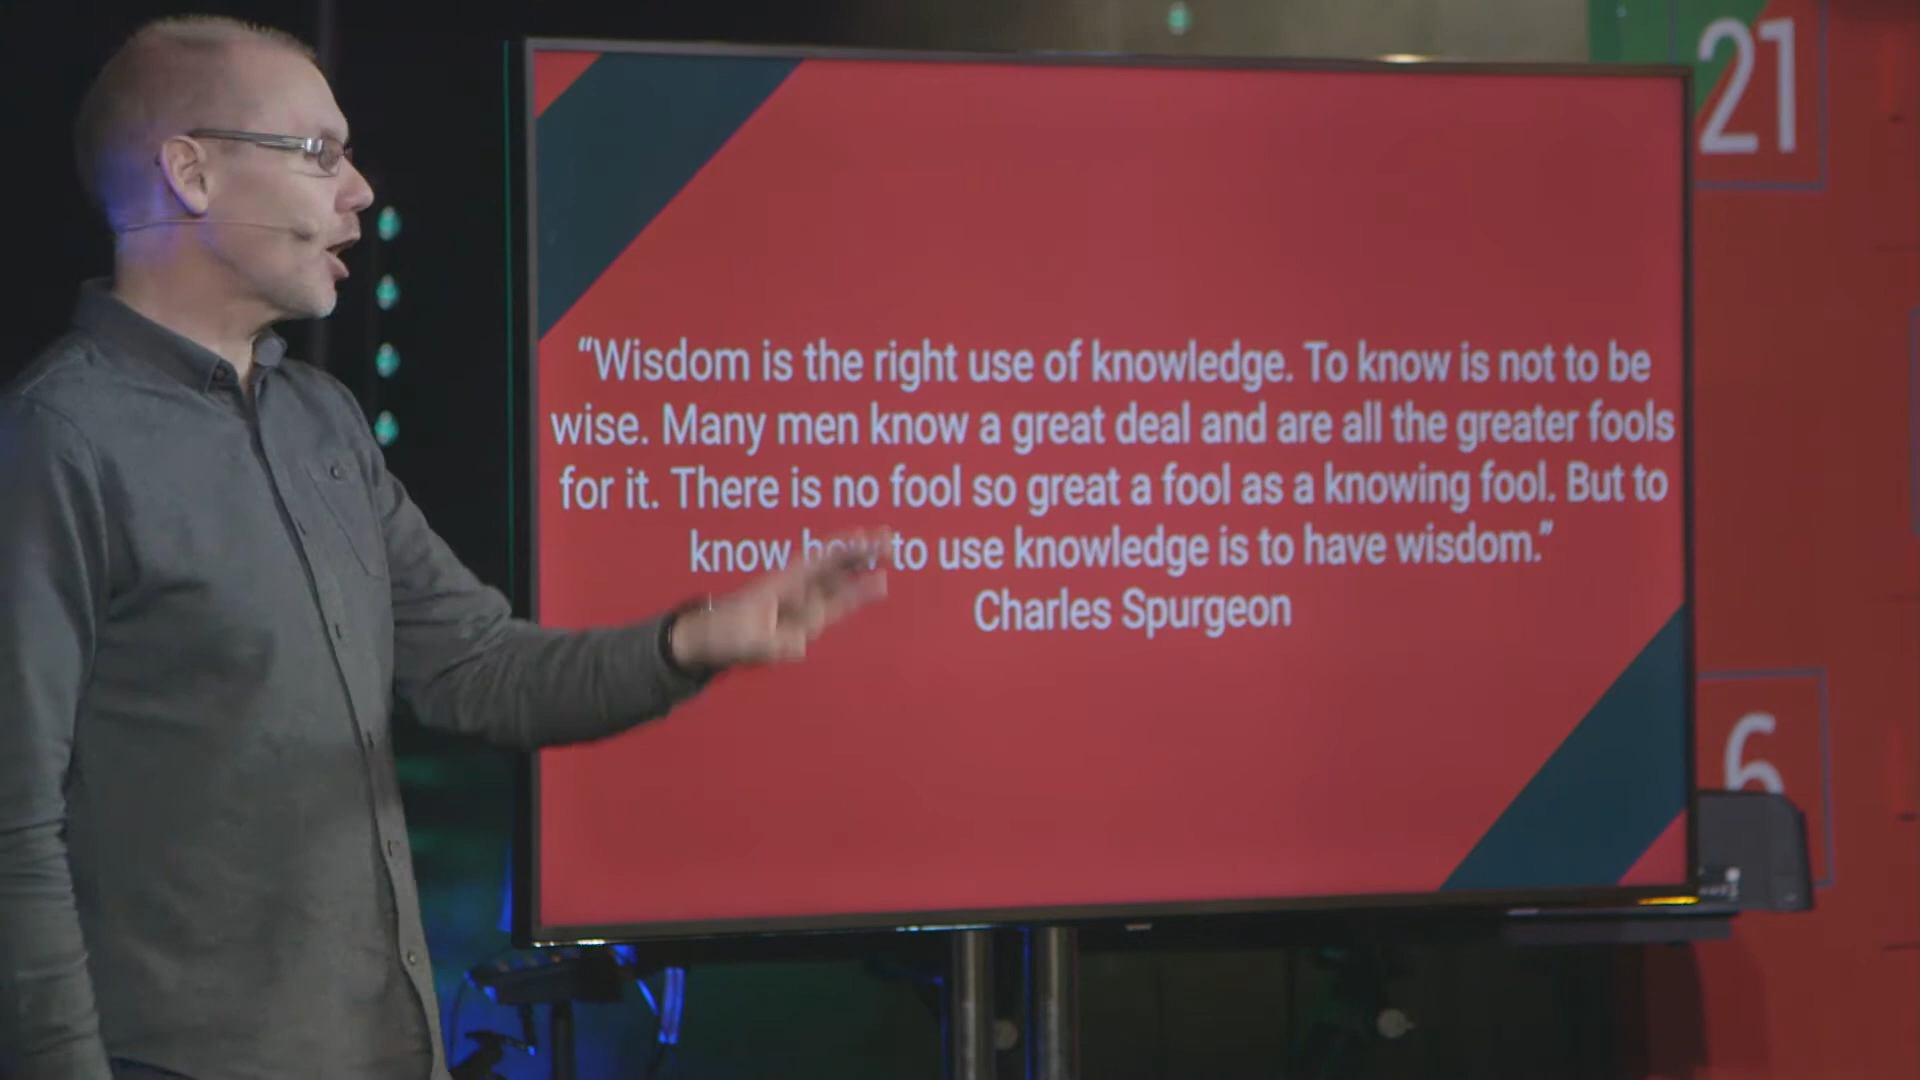 21
“Wisdom is the right use of knowledge. To know is not to be
wise. Many men know a great deal and are all the greater fools
for it. There is no fool so great a fool as a knowing fool. But to
know how to use knowledge is to have wisdom.”
Charles Spurgeon
6